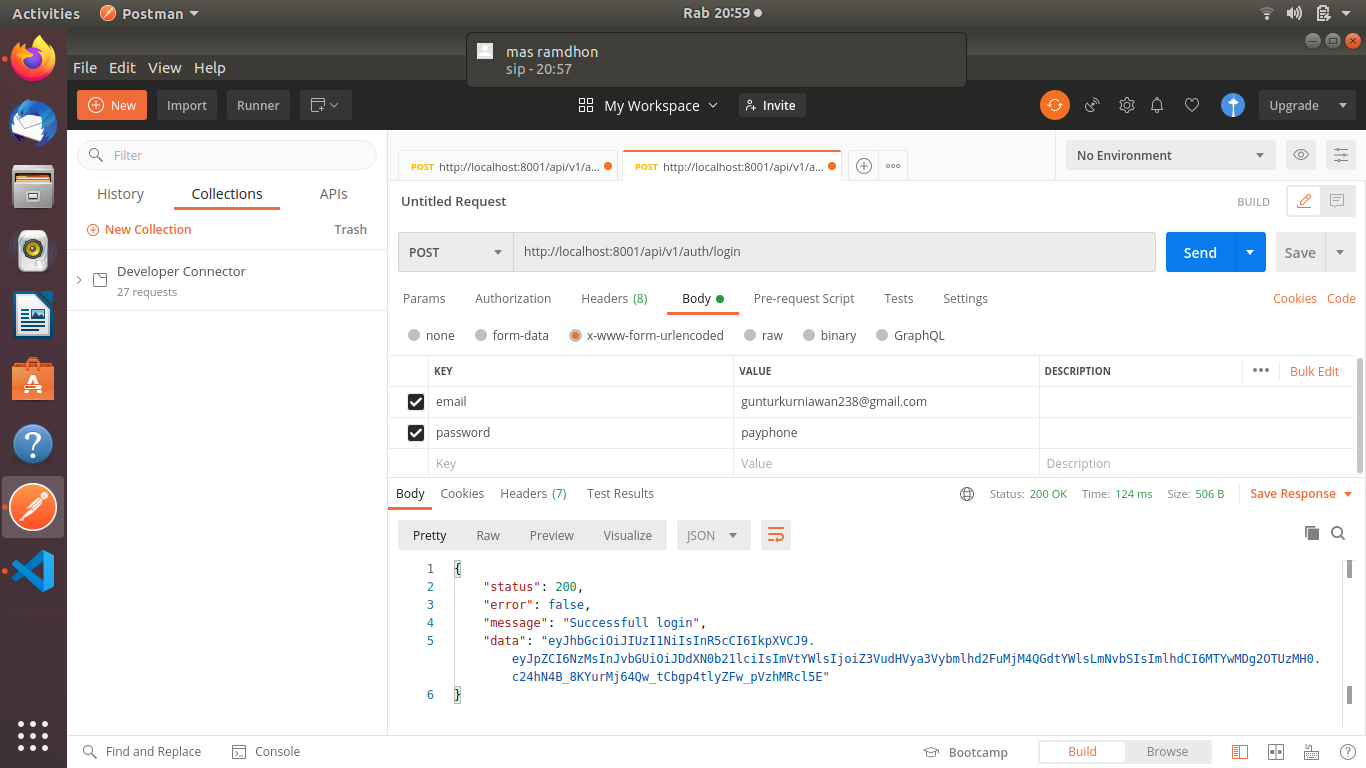 Activities Postman Rab 20:59
mas ramdhon
sip - 20:57
File Edit View Help
New Import Runner My Workspace Invite Upgrade
Filter
History Collections APIs
New Collection Trash
Developer Connector
27 requests
POST http://localhost:8001/api/v1/a... POST http://localhost:8001/api/v1/a... No Environment
Untitled Request BUILD
POST http://localhost:8001/api/v1/auth/login Send Save
Params Authorization Headers (8) Body Pre-request Script Tests Settings Cookies Code
none form-data x-www-form-urlencoded raw binary GraphQL
KEY VALUE DESCRIPTION Bulk Edit
email gunturkurniawan238@gmail.com
password payphone
Key Value Description
Body Cookies Headers (7) Test Results Status: 200 OK Time: 124 ms Size: 506 B Save Response
Pretty Raw Preview Visualize JSON
1 {
2 "status": 200,
3 "error": false,
4 "message": "Successfull login",
5 "data": "eyJhbGciOiJIUzI1NiIsInR5cCI6IkpXVCJ9.
eyJpZCI6NzMsInJvbGUiOiJDdXN0b21lciIsImVtYWlsIjoiZ3VudHVya3Vybmlhd2FuMjM4QGdtYWlsLmNvbSIsImlhdCI6MTYwMDg2OTUzMH0.
c24hN4B_8KYurMj64Qw_tCbgp4tlyZFw_pVzhMRcl5E"
6 }
Find and Replace Console Bootcamp Build Browse